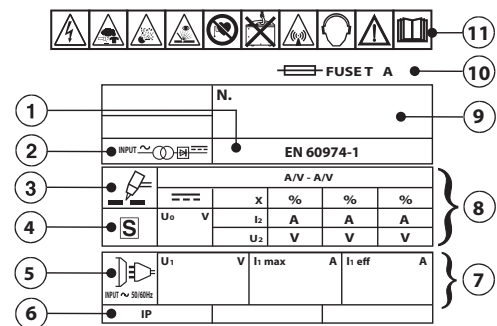 11
FUSE T A
10
1
N.
9
2
INPUT
EN 60974-1
3
A/V - A/V
X % % %
8
4
S
U₀ V
I₂ A A A
U₂ V V V
5
U₁ V I₁ max A I₁ eff A
7
INPUT ~ 50/60Hz
6
IP